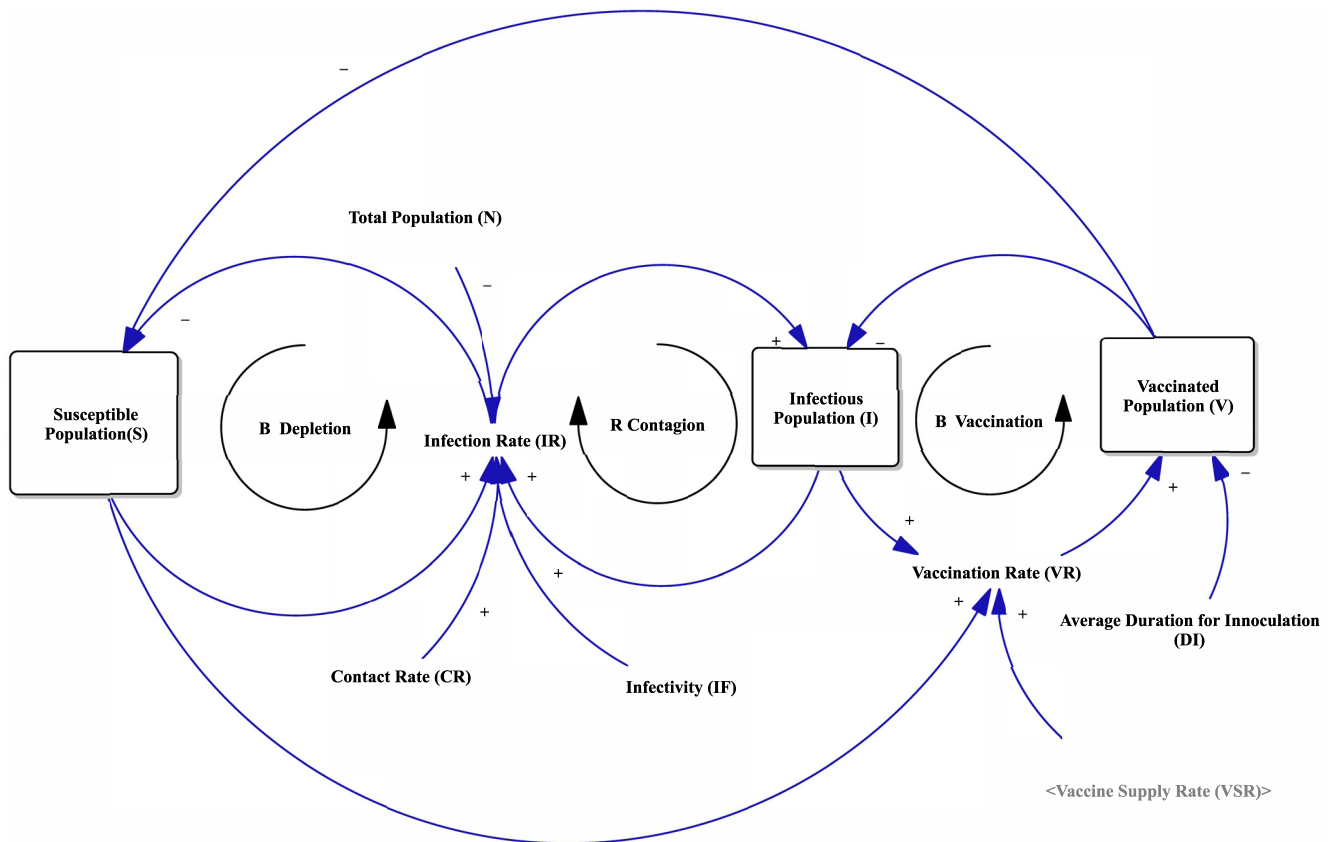 −
Total Population (N)
−
−
+
−
Susceptible
Population(S)
B Depletion
Infection Rate (IR)
R Contagion
Infectious
Population (I)
B Vaccination
Vaccinated
Population (V)
+
+
+
−
+
+
+
+
+
Vaccination Rate (VR)
Average Duration for Innoculation
(DI)
Contact Rate (CR)
Infectivity (IF)
<Vaccine Supply Rate (VSR)>